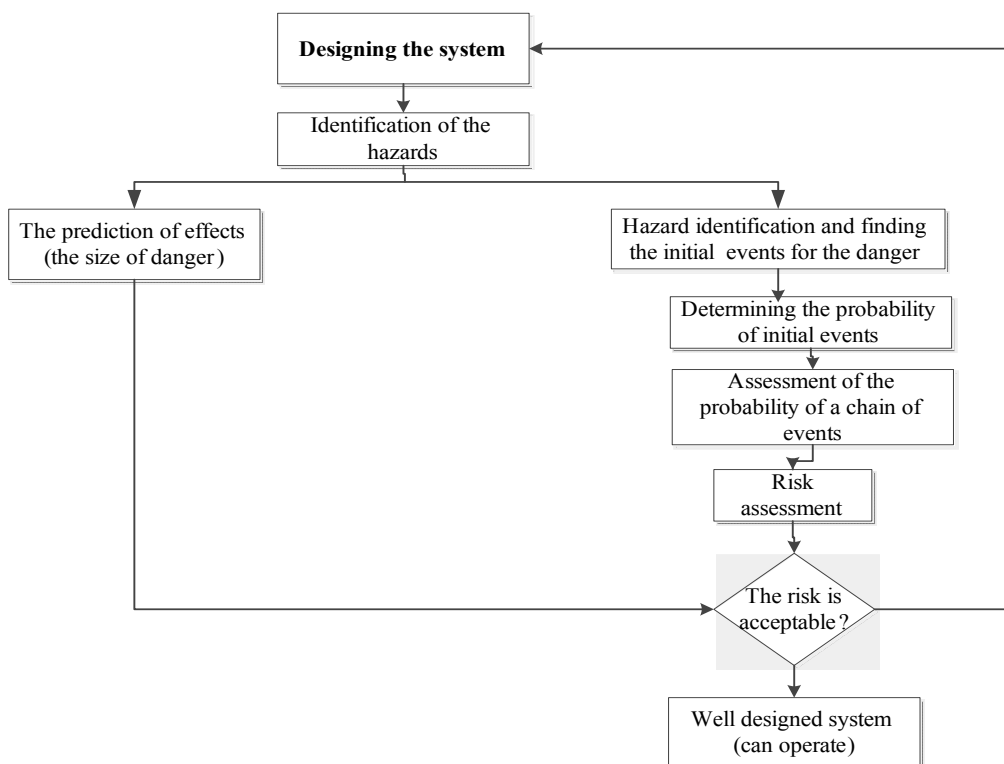 Designing the system
Identification of the
hazards
The prediction of effects
(the size of danger)
Hazard identification and finding
the initial events for the danger
Determining the probability
of initial events
Assessment of the
probability of a chain of
events
Risk
assessment
The risk is
acceptable?
Well designed system
(can operate)